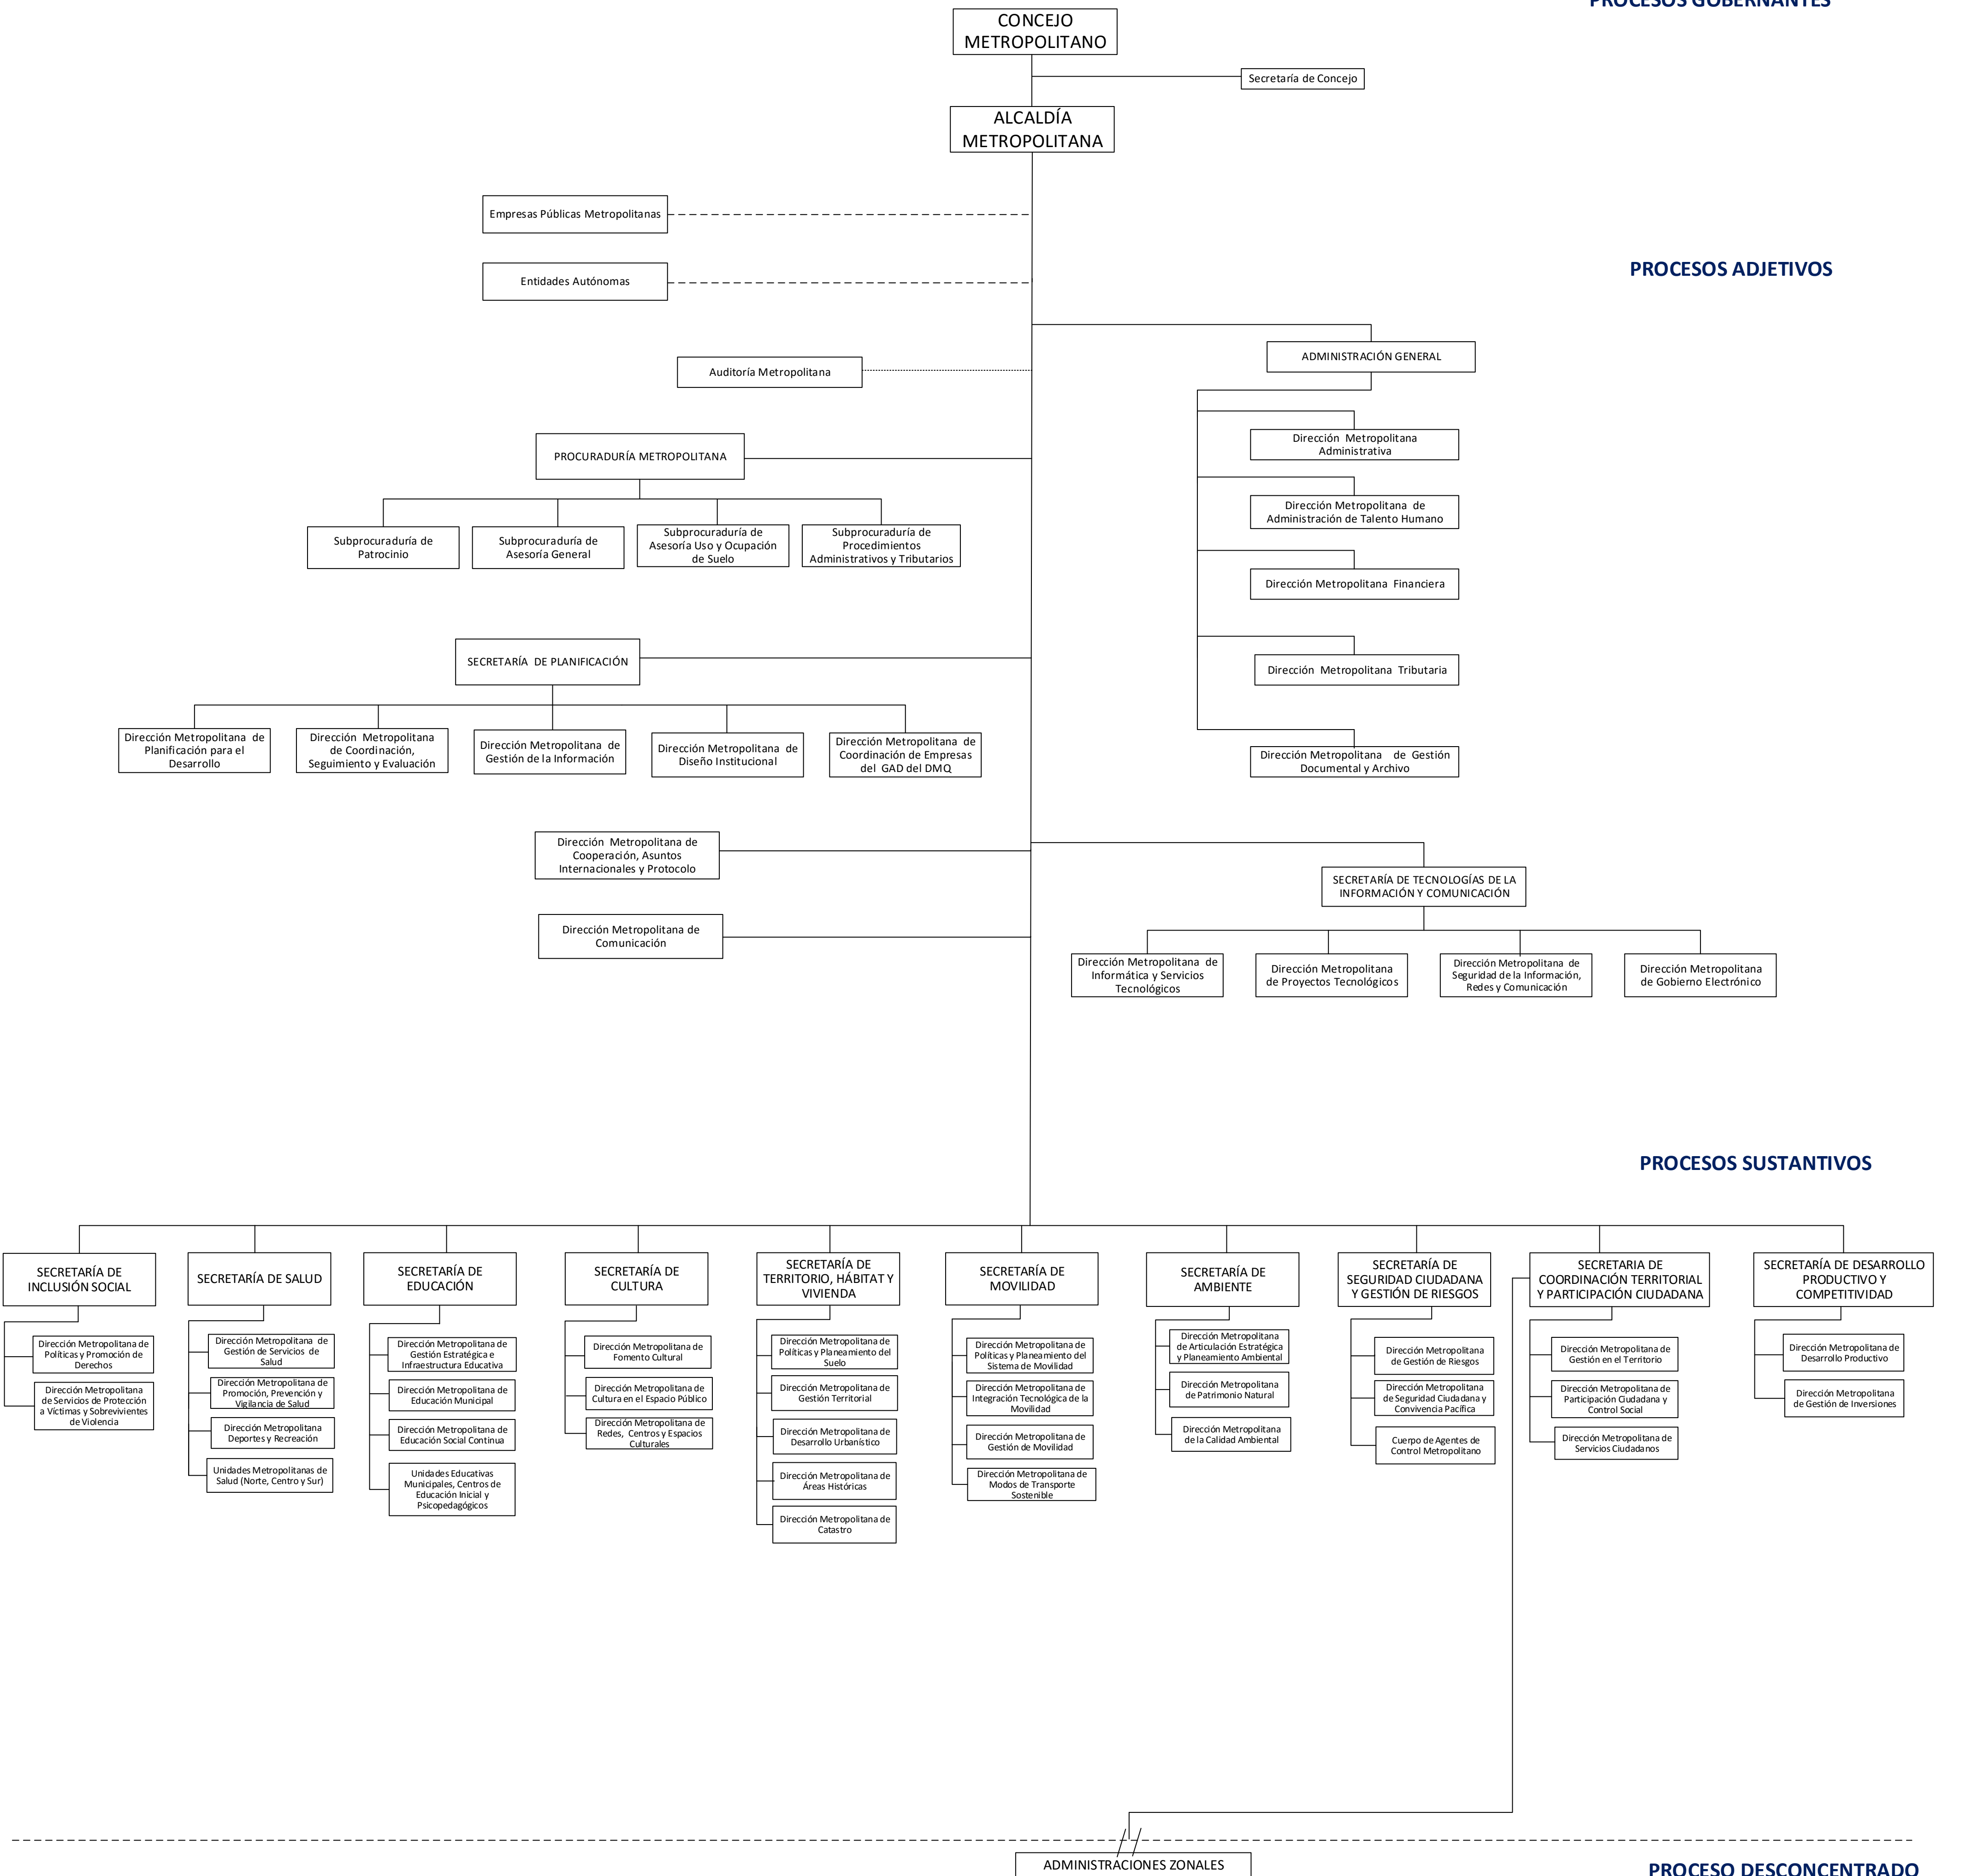 PROCESOS GOBERNANTES
CONCEJO
METROPOLITANO
Secretaría de Concejo
ALCALDÍA
METROPOLITANA
Empresas Públicas Metropolitanas
Entidades Autónomas
PROCESOS ADJETIVOS
Auditoría Metropolitana
ADMINISTRACIÓN GENERAL
Dirección Metropolitana
Administrativa
Dirección Metropolitana de
Administración de Talento Humano
Dirección Metropolitana Financiera
Dirección Metropolitana Tributaria
Dirección Metropolitana de Gestión
Documental y Archivo
PROCURADURÍA METROPOLITANA
Subprocuraduría de
Patrocinio
Subprocuraduría de
Asesoría General
Subprocuraduría de
Asesoría Uso y Ocupación
de Suelo
Subprocuraduría de
Procedimientos
Administrativos y Tributarios
SECRETARÍA DE PLANIFICACIÓN
Dirección Metropolitana de
Planificación para el
Desarrollo
Dirección Metropolitana
de Coordinación,
Seguimiento y Evaluación
Dirección Metropolitana de
Gestión de la Información
Dirección Metropolitana de
Diseño Institucional
Dirección Metropolitana de
Coordinación de Empresas
del GAD del DMQ
Dirección Metropolitana de
Cooperación, Asuntos
Internacionales y Protocolo
Dirección Metropolitana de
Comunicación
SECRETARÍA DE TECNOLOGÍAS DE LA
INFORMACIÓN Y COMUNICACIÓN
Dirección Metropolitana de
Informática y Servicios
Tecnológicos
Dirección Metropolitana
de Proyectos Tecnológicos
Dirección Metropolitana de
Seguridad de la Información,
Redes y Comunicación
Dirección Metropolitana
de Gobierno Electrónico
PROCESOS SUSTANTIVOS
SECRETARÍA DE
INCLUSIÓN SOCIAL
Dirección Metropolitana de
Políticas y Promoción de
Derechos
Dirección Metropolitana
de Servicios de Protección
a Víctimas y Sobrevivientes
de Violencia
SECRETARÍA DE SALUD
Dirección Metropolitana de
Gestión de Servicios de
Salud
Dirección Metropolitana de
Promoción, Prevención y
Vigilancia de Salud
Dirección Metropolitana
Deportes y Recreación
Unidades Metropolitanas de
Salud (Norte, Centro y Sur)
SECRETARÍA DE
EDUCACIÓN
Dirección Metropolitana de
Gestión Estratégica e
Infraestructura Educativa
Dirección Metropolitana de
Educación Municipal
Dirección Metropolitana de
Educación Social Continua
Unidades Educativas
Municipales, Centros de
Educación Inicial y
Psicopedagógicos
SECRETARÍA DE
CULTURA
Dirección Metropolitana de
Fomento Cultural
Dirección Metropolitana de
Cultura en el Espacio Público
Dirección Metropolitana de
Redes, Centros y Espacios
Culturales
SECRETARÍA DE
TERRITORIO, HÁBITAT Y
VIVIENDA
Dirección Metropolitana de
Políticas y Planeamiento del
Suelo
Dirección Metropolitana de
Gestión Territorial
Dirección Metropolitana de
Desarrollo Urbanístico
Dirección Metropolitana de
Áreas Históricas
Dirección Metropolitana de
Catastro
SECRETARÍA DE
MOVILIDAD
Dirección Metropolitana de
Políticas y Planeamiento del
Sistema de Movilidad
Dirección Metropolitana de
Integración Tecnológica de la
Movilidad
Dirección Metropolitana de
Gestión de Movilidad
Dirección Metropolitana de
Modos de Transporte
Sostenible
SECRETARÍA DE
AMBIENTE
Dirección Metropolitana
de Articulación Estratégica
y Planeamiento Ambiental
Dirección Metropolitana
de Patrimonio Natural
Dirección Metropolitana
de la Calidad Ambiental
SECRETARÍA DE
SEGURIDAD CIUDADANA
Y GESTIÓN DE RIESGOS
Dirección Metropolitana
de Gestión de Riesgos
Dirección Metropolitana
de Seguridad Ciudadana y
Convivencia Pacífica
Cuerpo de Agentes de
Control Metropolitano
SECRETARIA DE
COORDINACIÓN TERRITORIAL
Y PARTICIPACIÓN CIUDADANA
Dirección Metropolitana de
Gestión en el Territorio
Dirección Metropolitana de
Participación Ciudadana y
Control Social
Dirección Metropolitana de
Servicios Ciudadanos
SECRETARÍA DE DESARROLLO
PRODUCTIVO Y
COMPETITIVIDAD
Dirección Metropolitana de
Desarrollo Productivo
Dirección Metropolitana
de Gestión de Inversiones
ADMINISTRACIONES ZONALES
PROCESO DESCONCENTRADO